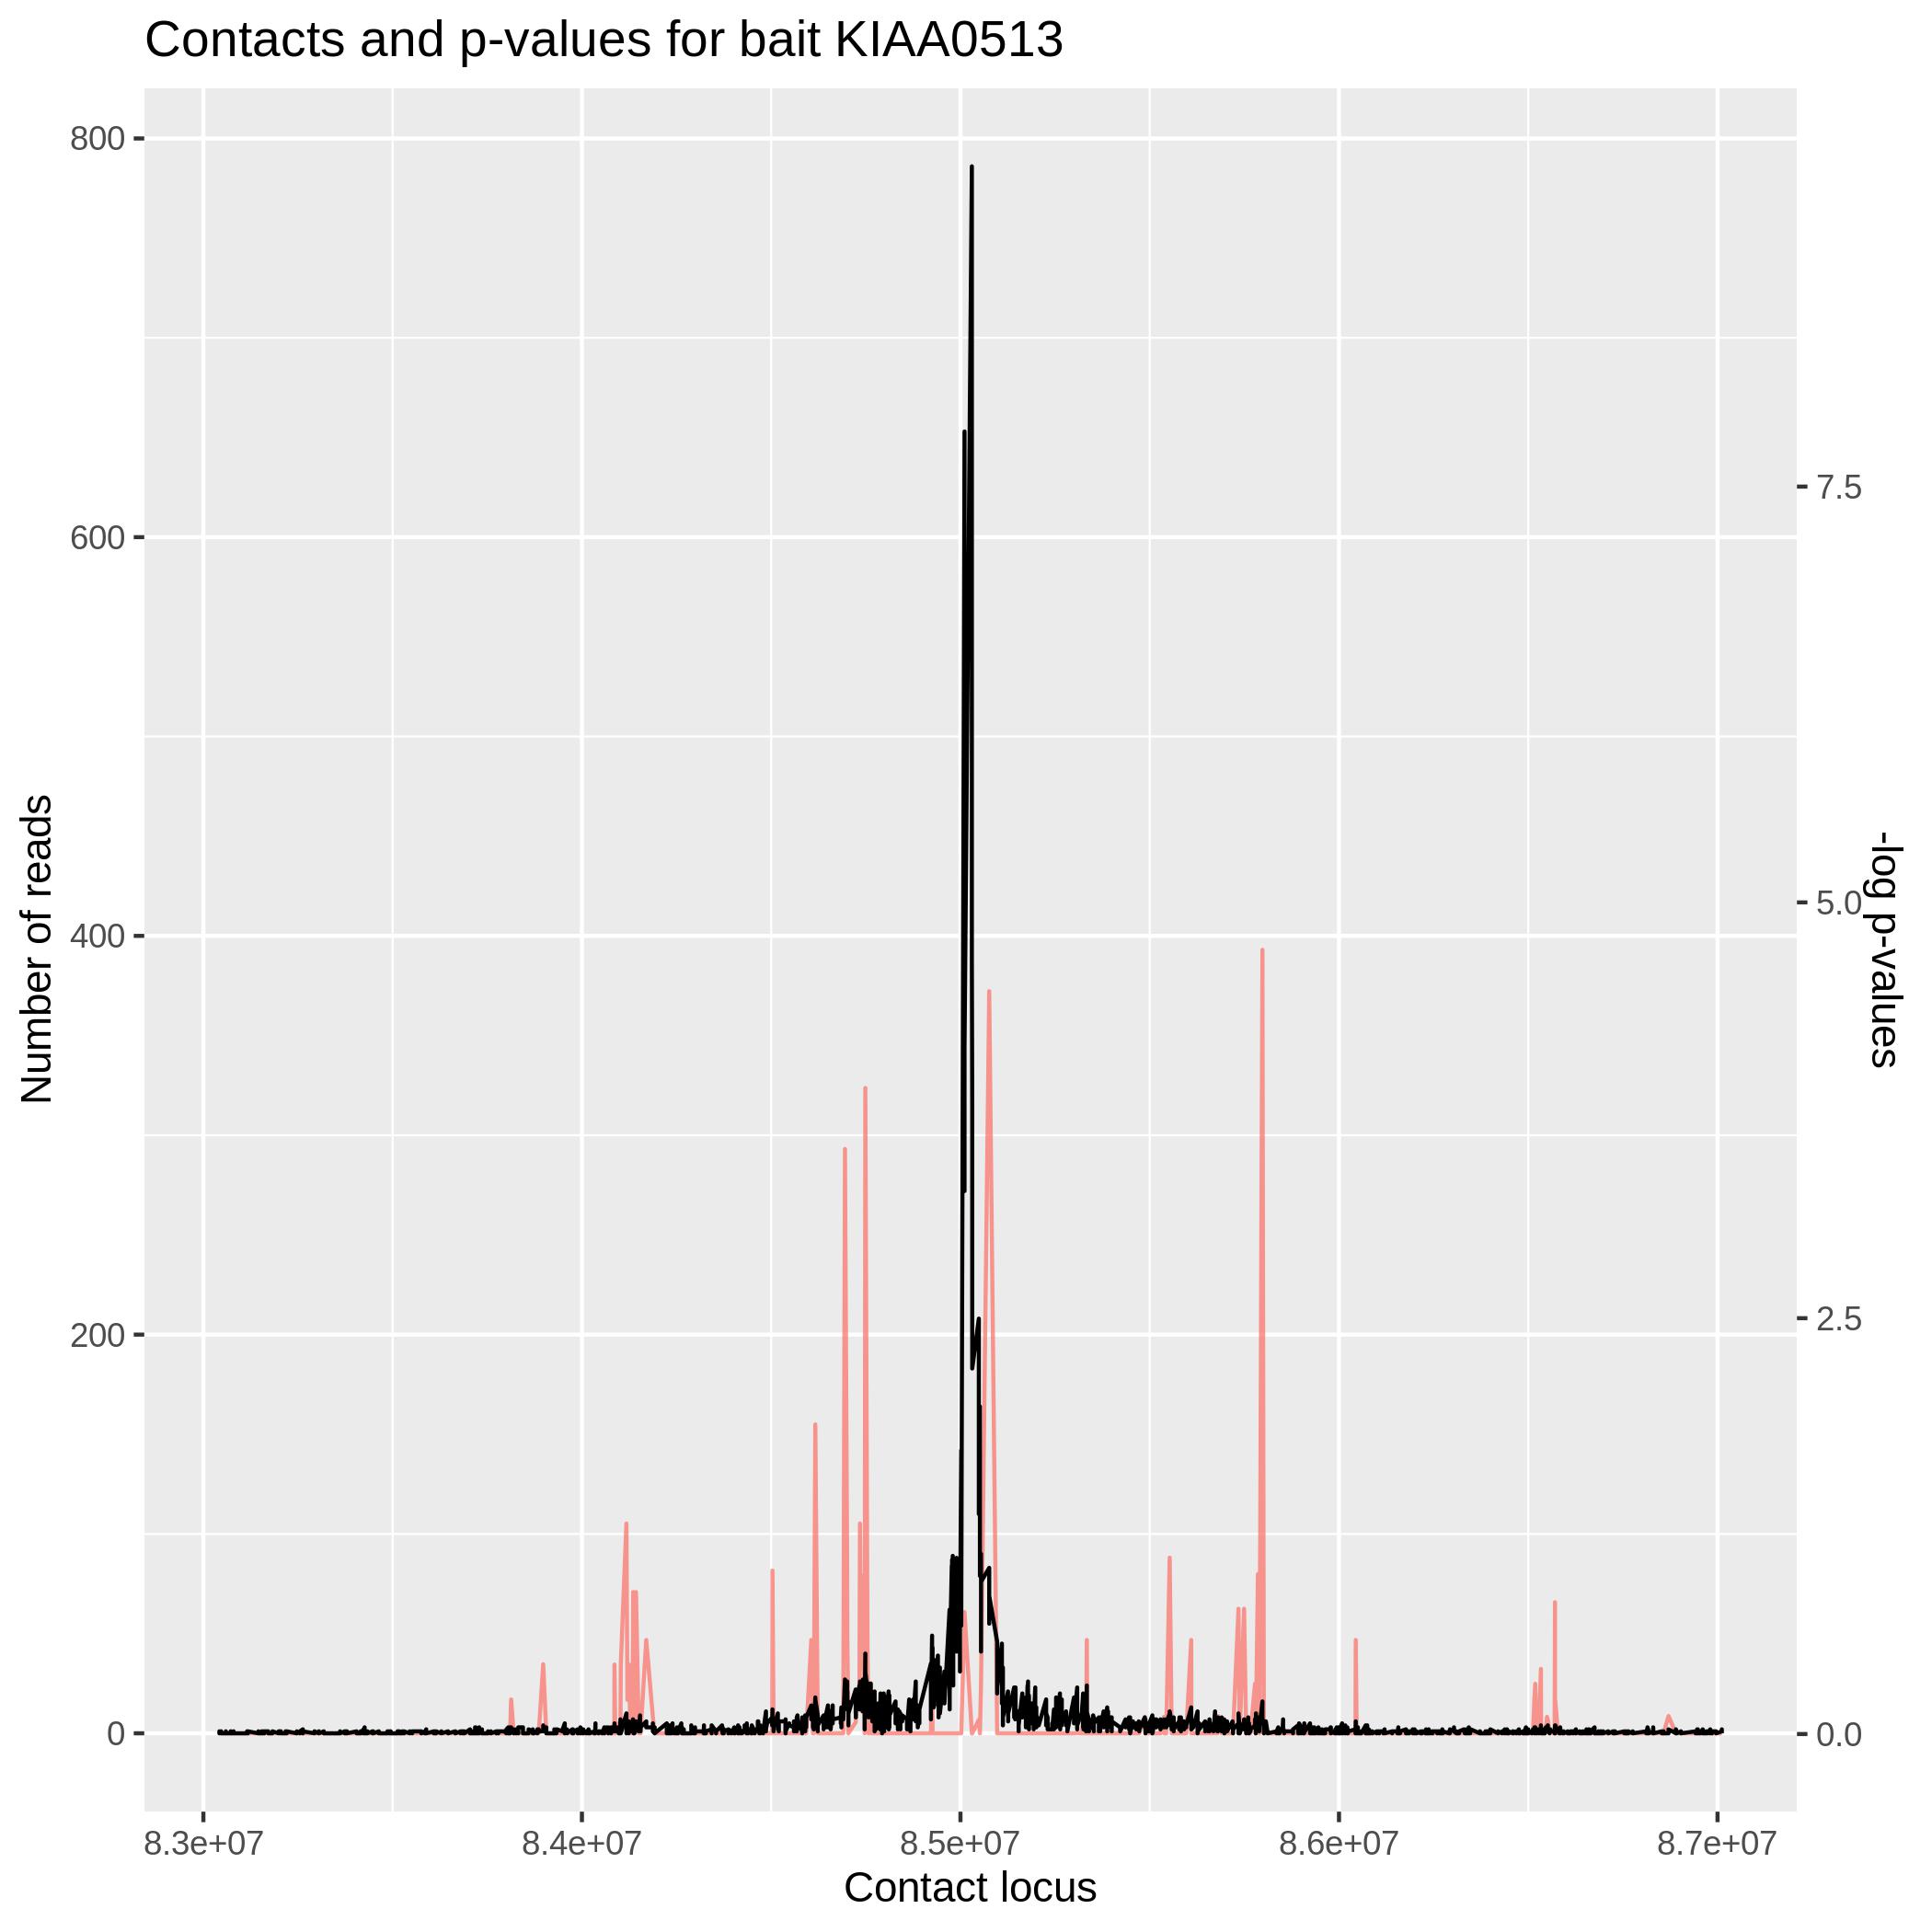 Contacts and p-values for bait KIAA0513
800
600
400
200
0
Number of reads
7.5
5.0
2.5
0.0
-log p-values
8.3e+07 8.4e+07 8.5e+07 8.6e+07 8.7e+07
Contact locus